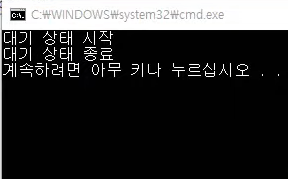 C:₩WINDOWS₩system32₩cmd.exe
대기 상태 시작
대기 상태 종료
계속하려면 아무 키나 누르십시오 . .